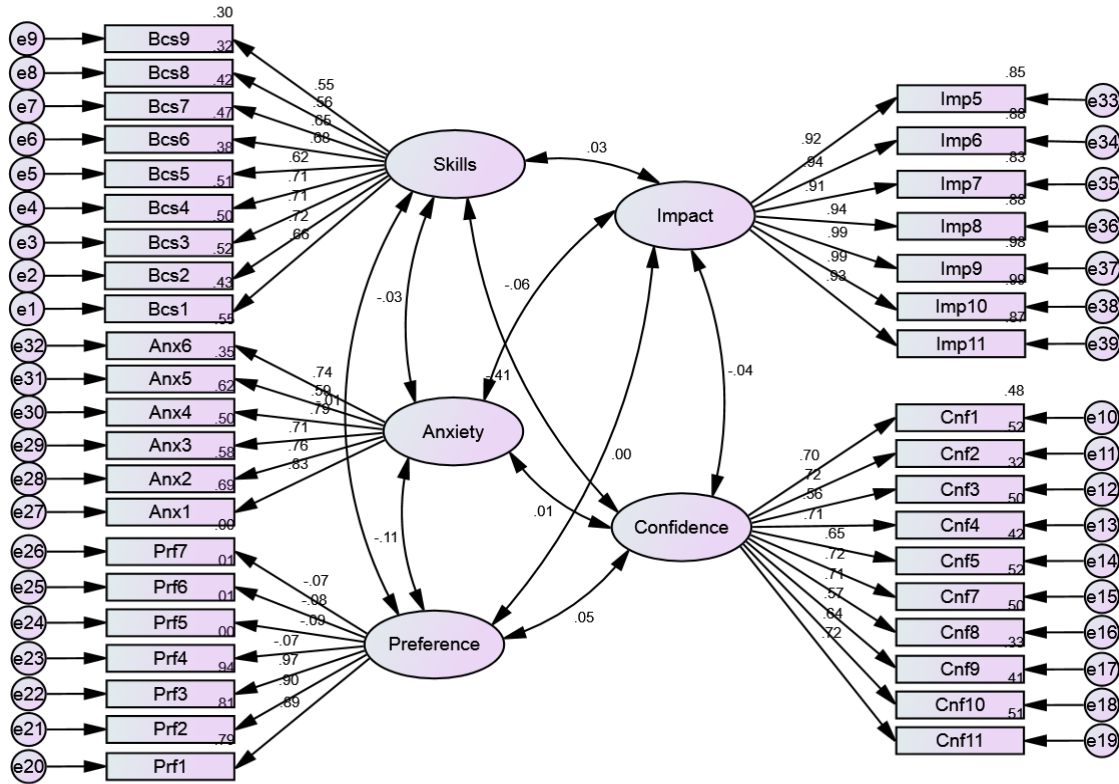 .30
e9 Bcs9
.32
e8 Bcs8
.42
e7 Bcs7
.47
e6 Bcs6
.38
e5 Bcs5
.51
e4 Bcs4
.50
e3 Bcs3
.52
e2 Bcs2
.43
e1 Bcs1
.55
.56
.65
.68
.62
.71
.71
.72
.66
Skills
.55
e32 Anx6
.35
e31 Anx5
.62
e30 Anx4
.50
e29 Anx3
.58
e28 Anx2
.69
e27 Anx1
.74
.59
.79
.71
.76
.83
Anxiety
.00
e26 Prf7
.01
e25 Prf6
.01
e24 Prf5
.00
e23 Prf4
.94
e22 Prf3
.81
e21 Prf2
.79
e20 Prf1
-.07
-.08
-.09
-.07
.97
.90
.89
Preference
.03
-.06
-.03
-.41
-.01
-.04
.00
.01
-.11
.05
Impact
.92
.94
.91
.94
.99
.99
.93
.85
Imp5 e33
.88
Imp6 e34
.83
Imp7 e35
.88
Imp8 e36
.98
Imp9 e37
.99
Imp10 e38
.87
Imp11 e39
Confidence
.70
.72
.56
.71
.65
.72
.71
.57
.64
.72
.48
Cnf1 e10
.52
Cnf2 e11
.32
Cnf3 e12
.50
Cnf4 e13
.42
Cnf5 e14
.52
Cnf7 e15
.50
Cnf8 e16
.33
Cnf9 e17
.41
Cnf10 e18
.51
Cnf11 e19